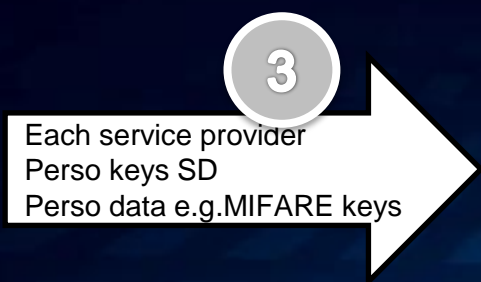 3
Each service provider
Perso keys SD
Perso data e.g.MIFARE keys